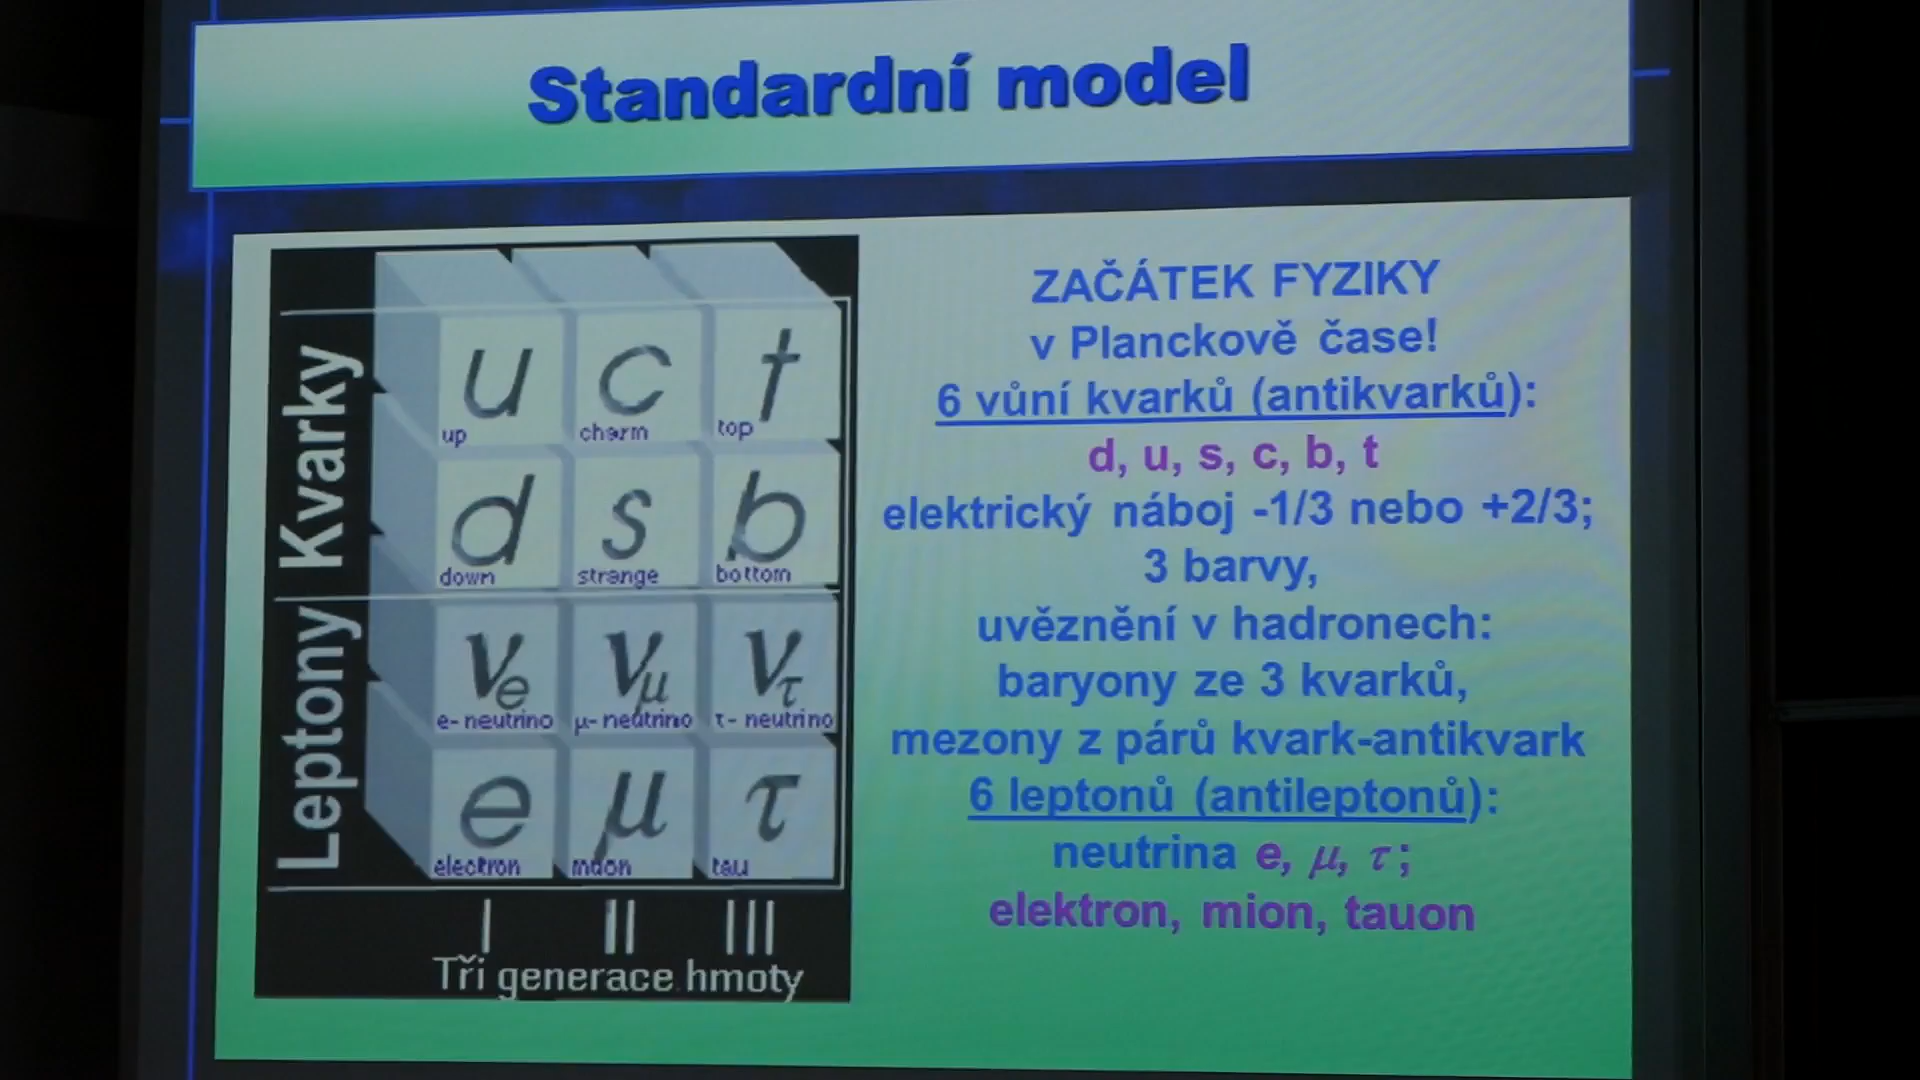 Standardní model
Kvarky
Leptony
u c t
up charm top
d s b
down strange bottom
νe νμ ντ
e- neutrino μ- neutrino τ- neutrino
e μ τ
electron muon tau
I II III
Tři generace hmoty
ZAČÁTEK FYZIKY
v Planckově čase!
6 vůní kvarků (antikvarků):
d, u, s, c, b, t
elektrický náboj -1/3 nebo +2/3;
3 barvy,
uvěznění v hadronech:
baryony ze 3 kvarků,
mezony z párů kvark-antikvark
6 leptonů (antileptonů):
neutrina e, μ, τ;
elektron, mion, tauon